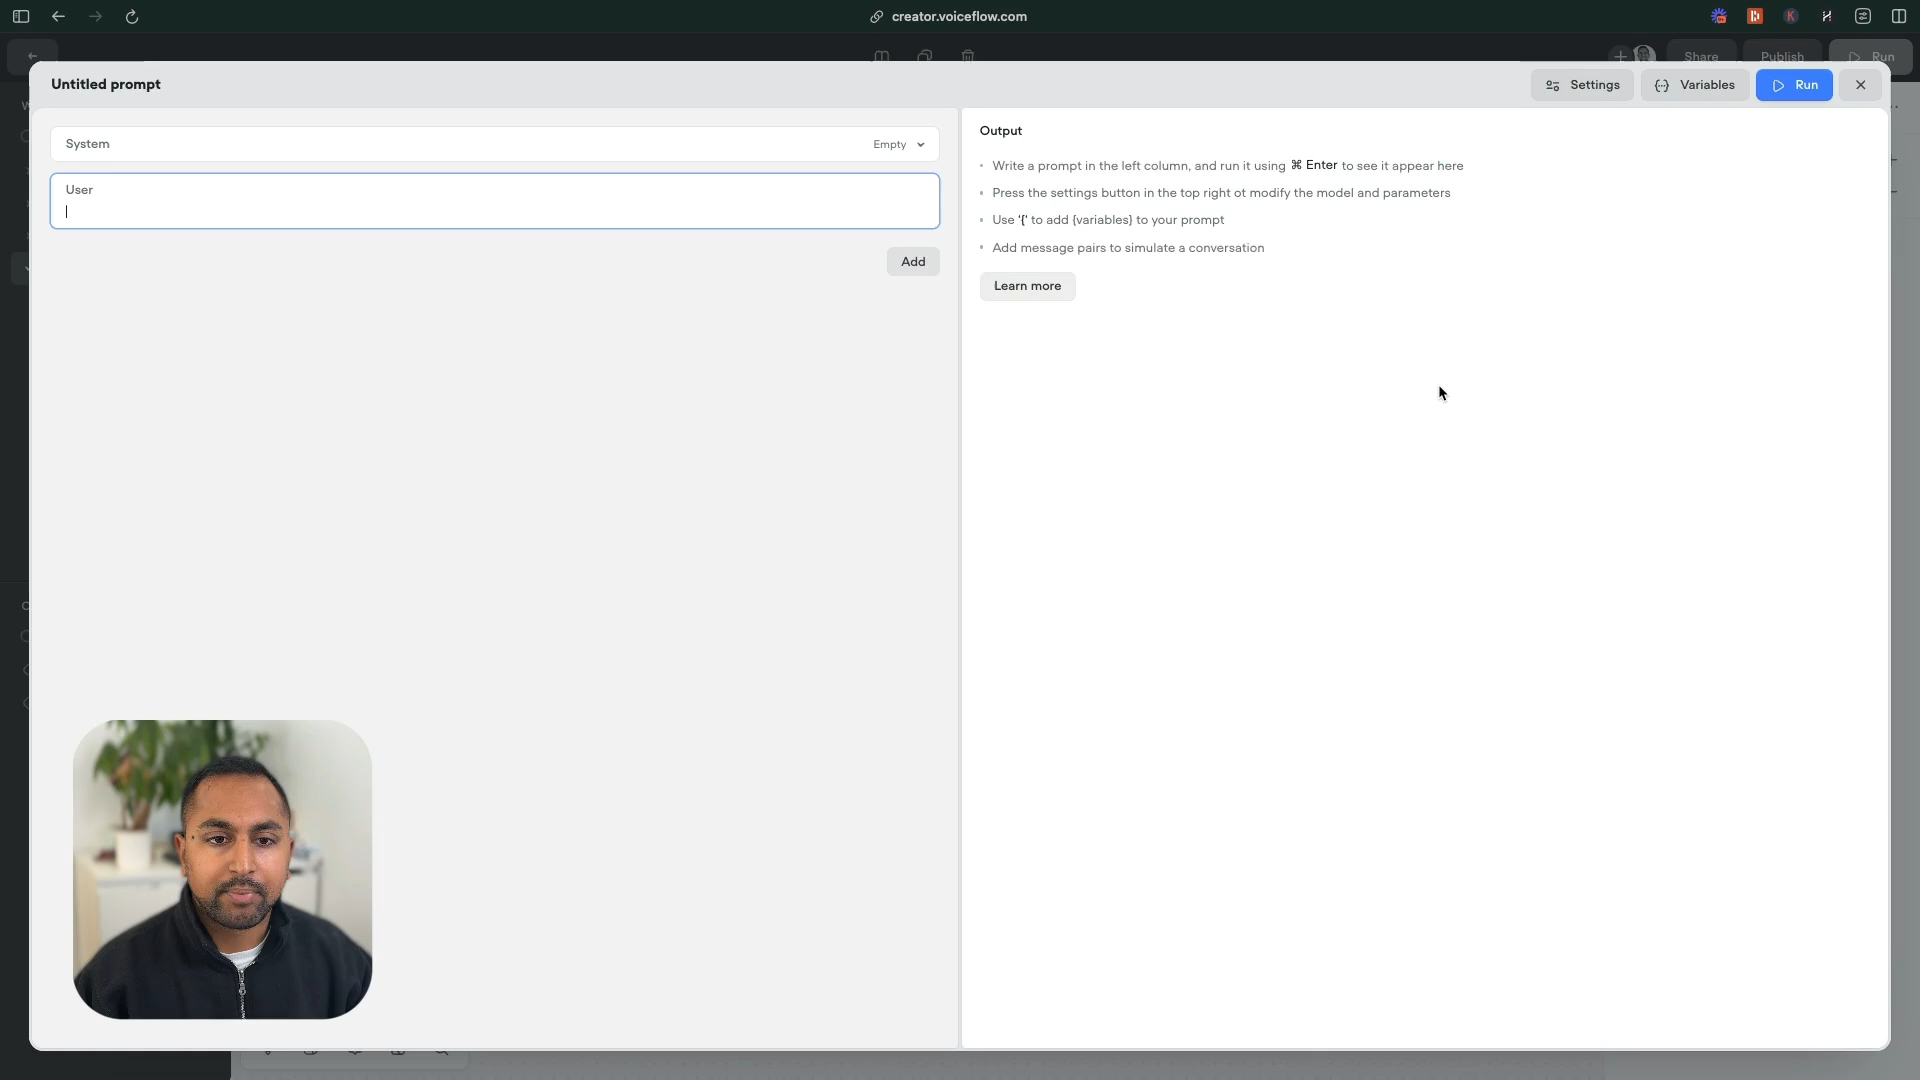 creator.voiceflow.com
Share
Publish
Run
Untitled prompt
Settings
Variables
Run
System
Empty
User
Add
Output
Write a prompt in the left column, and run it using ⌘ Enter to see it appear here
Press the settings button in the top right ot modify the model and parameters
Use '{' to add {variables} to your prompt
Add message pairs to simulate a conversation
Learn more